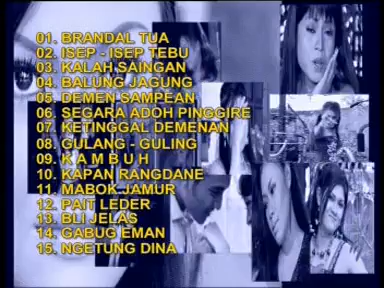 01. BRANDAL TUA
02. ISEP - ISEP TEBU
03. KALAH SAINGAN
04. BALUNG JAGUNG
05. DEMEN SAMPEAN
06. SEGARA ADOH PINGGIRE
07. KETINGGAL DEMENAN
08. GULANG - GULING
09. K A M B U H
10. KAPAN RANGDANE
11. MABOK JAMUR
12. PAIT LEDER
13. BLI JELAS
14. GABUG EMAN
15. NGETUNG DINA